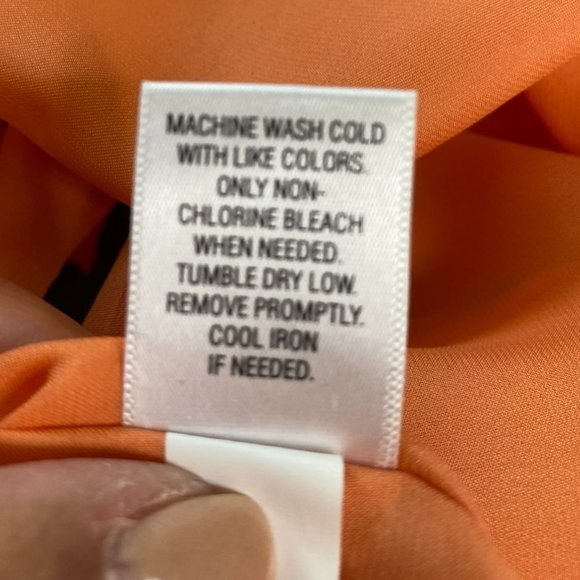 MACHINE WASH COLD
WITH LIKE COLORS.
ONLY NON-
CHLORINE BLEACH
WHEN NEEDED.
TUMBLE DRY LOW.
REMOVE PROMPTLY.
COOL IRON
IF NEEDED.